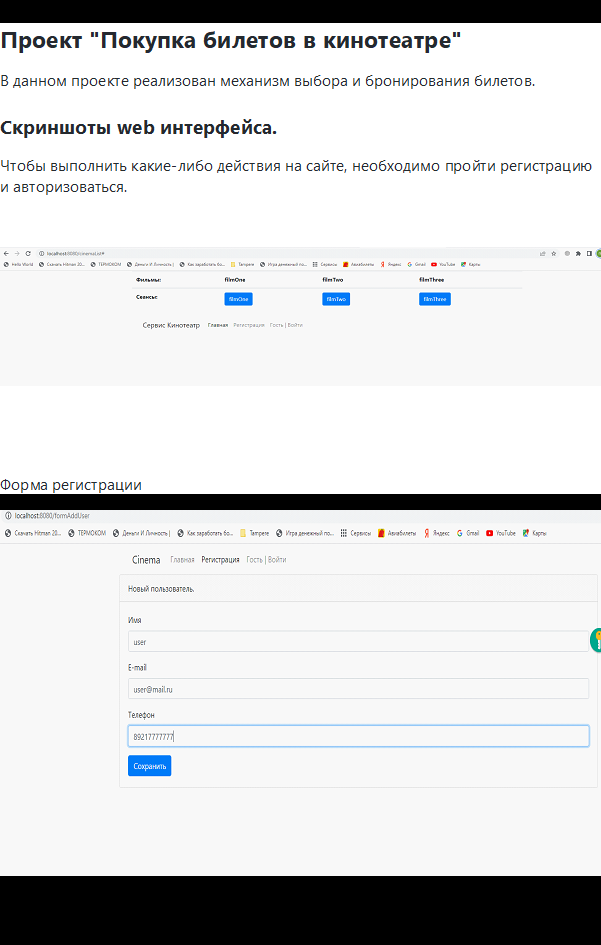 Проект "Покупка билетов в кинотеатре"
В данном проекте реализован механизм выбора и бронирования билетов.
Скриншоты web интерфейса.
Чтобы выполнить какие-либо действия на сайте, необходимо пройти регистрацию
и авторизоваться.
localhost:8080/cinemaList#
Hello World Скачать Hitman 20... ТЕРМОКОМ Деньги И Личность | Как заработать бо... Tampere Игра денежный по... Сервисы Авиабилеты Яндекс Gmail YouTube Карты
Фильмы: filmOne filmTwo filmThree
Сеансы: filmOne filmTwo filmThree
Сервис Кинотеатр Главная Регистрация Гость | Войти
Форма регистрации
localhost:8080/formAddUser
Скачать Hitman 20... ТЕРМОКОМ Деньги И Личность | Как заработать бо... Tampere Игра денежный по... Сервисы Авиабилеты Яндекс Gmail YouTube Карты
Cinema Главная Регистрация Гость | Войти
Новый пользователь.
Имя
user
E-mail
user@mail.ru
Телефон
89217777777
Сохранить